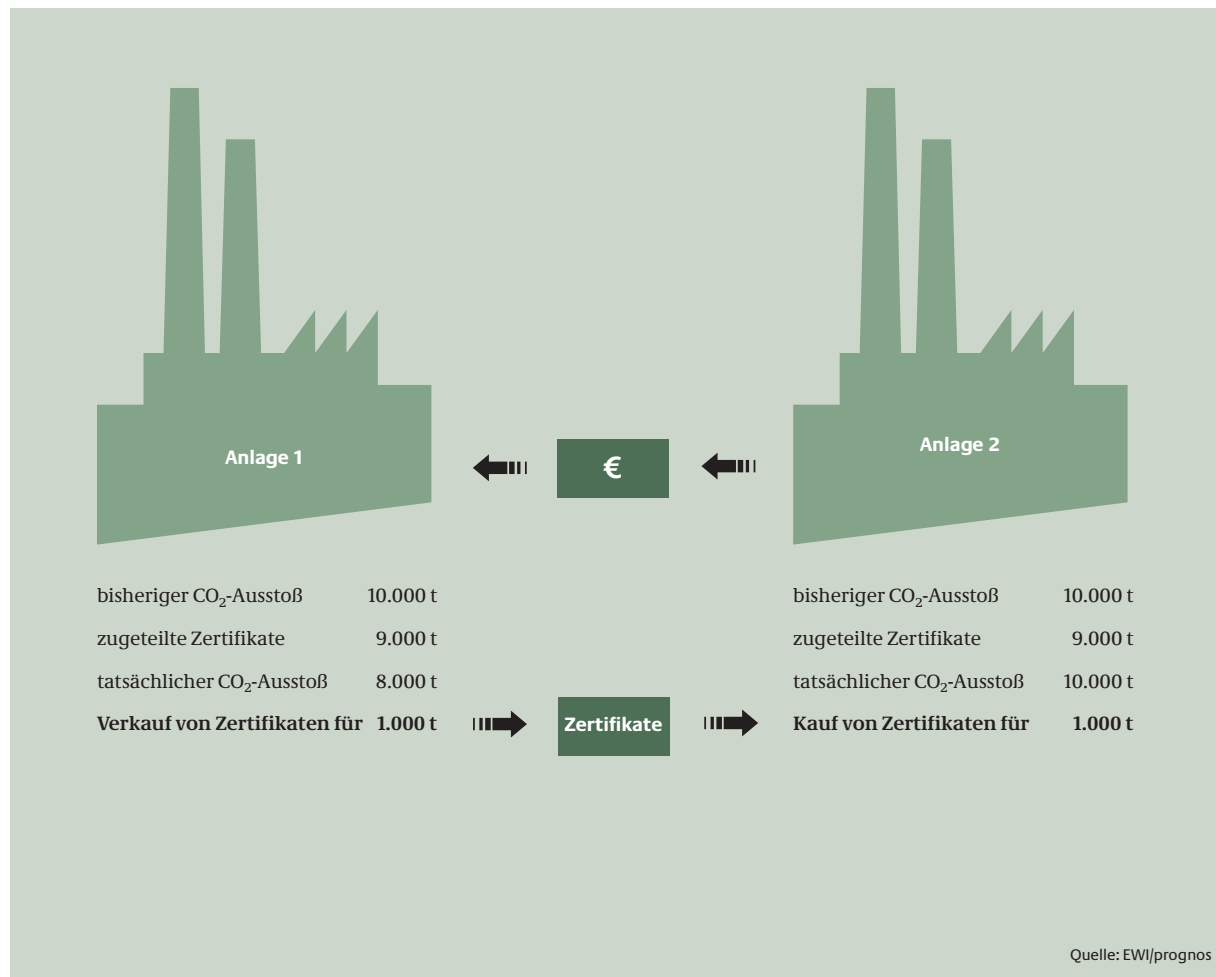 Anlage 1
€
Anlage 2
bisheriger CO₂-Ausstoß 10.000 t
zugeteilte Zertifikate 9.000 t
tatsächlicher CO₂-Ausstoß 8.000 t
Verkauf von Zertifikaten für 1.000 t
Zertifikate
bisheriger CO₂-Ausstoß 10.000 t
zugeteilte Zertifikate 9.000 t
tatsächlicher CO₂-Ausstoß 10.000 t
Kauf von Zertifikaten für 1.000 t
Quelle: EWI/prognos